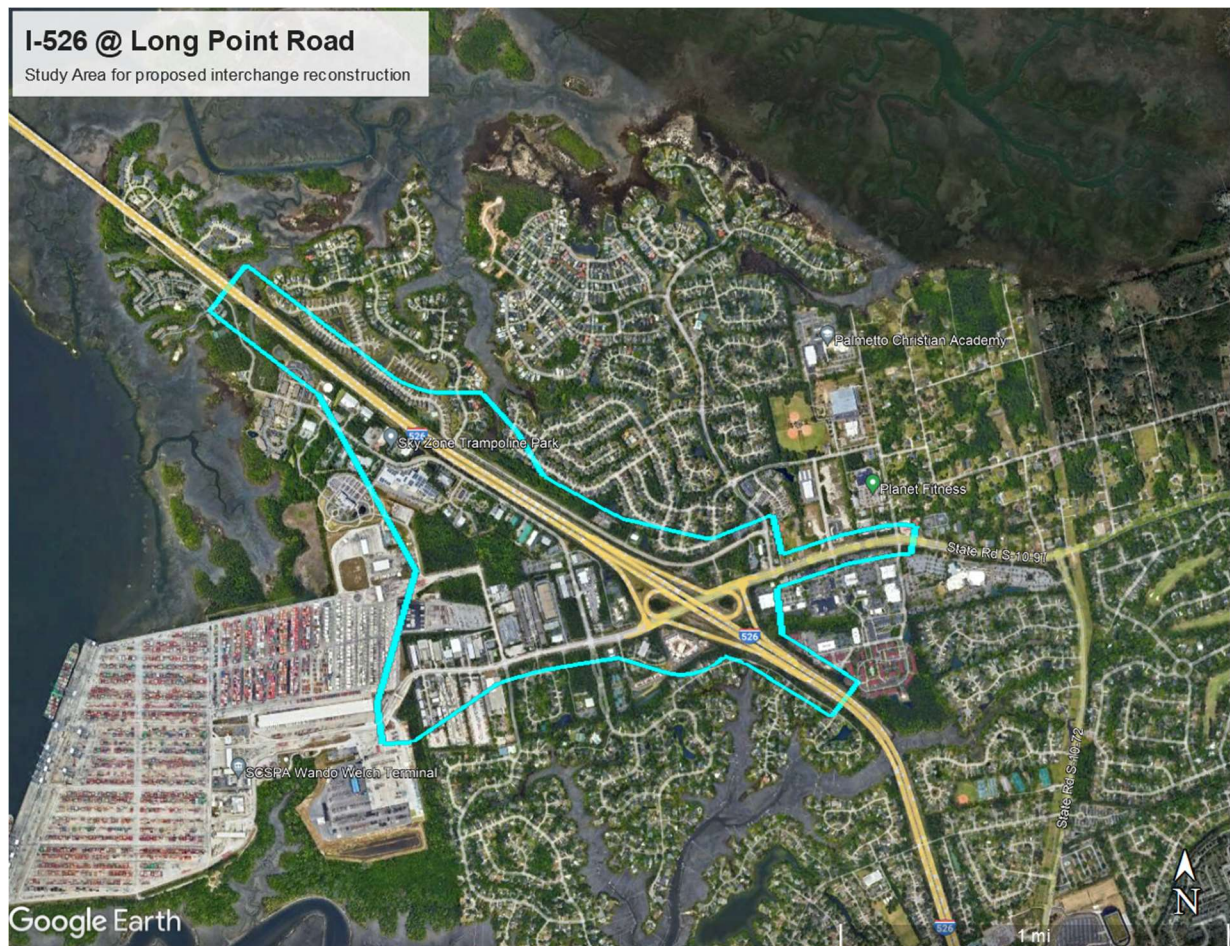 I-526 @ Long Point Road
Study Area for proposed interchange reconstruction
Palmetto Christian Academy
526
Sky Zone Trampoline Park
Planet Fitness
State Rd S-10-97
526
State Rd S-10-72
SCSPA Wando Welch Terminal
N
Google Earth
526
1 mi